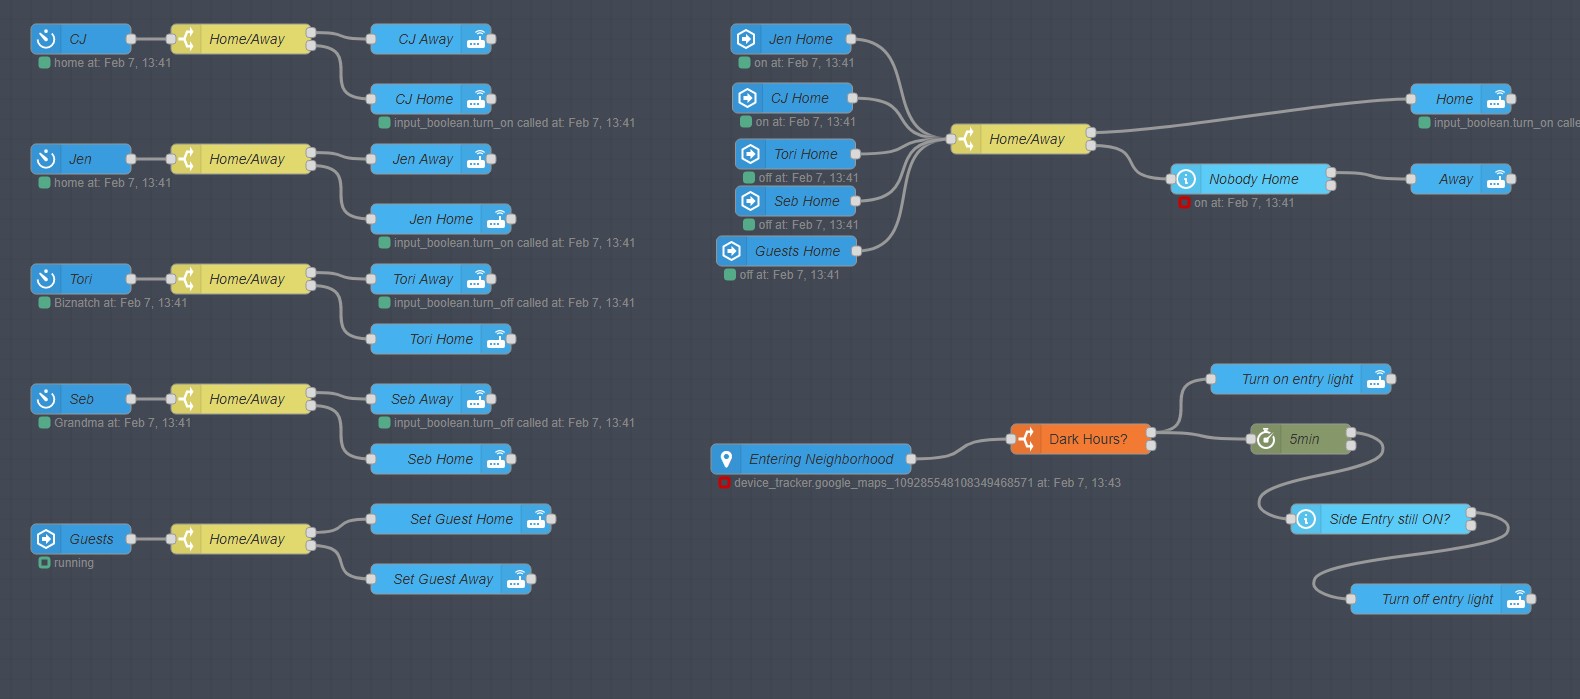 CJ
home at: Feb 7, 13:41
Home/Away
CJ Away
CJ Home
input_boolean.turn_on called at: Feb 7, 13:41
Jen
home at: Feb 7, 13:41
Home/Away
Jen Away
Jen Home
input_boolean.turn_on called at: Feb 7, 13:41
Tori
Biznatch at: Feb 7, 13:41
Home/Away
Tori Away
input_boolean.turn_off called at: Feb 7, 13:41
Tori Home
Seb
Grandma at: Feb 7, 13:41
Home/Away
Seb Away
input_boolean.turn_off called at: Feb 7, 13:41
Seb Home
Guests
running
Home/Away
Set Guest Home
Set Guest Away
Jen Home
on at: Feb 7, 13:41
CJ Home
on at: Feb 7, 13:41
Tori Home
off at: Feb 7, 13:41
Seb Home
off at: Feb 7, 13:41
Guests Home
off at: Feb 7, 13:41
Home/Away
Home
input_boolean.turn_on calle
Nobody Home
on at: Feb 7, 13:41
Away
Entering Neighborhood
device_tracker.google_maps_109285548108349468571 at: Feb 7, 13:43
Dark Hours?
Turn on entry light
5min
Side Entry still ON?
Turn off entry light